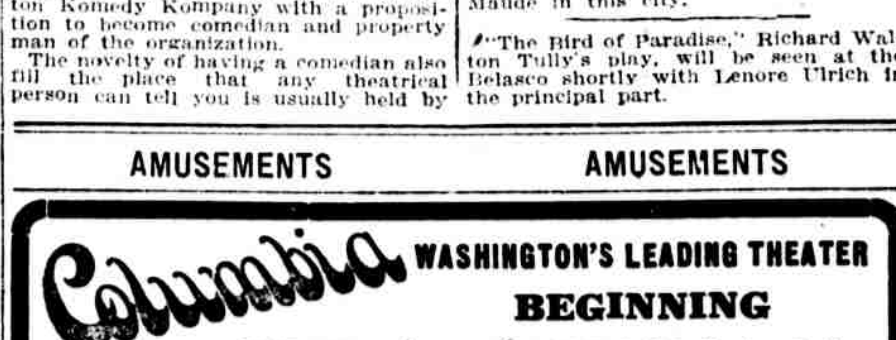 ton Komedy Kompany with a proposi-
tion to become comedian and property
man of the organization.
The novelty of having a comedian also
fill the place that any theatrical
person can tell you is usually held by
Maude in this city.
"The Bird of Paradise," Richard Wal
ton Tully's play, will be seen at the
Belasco shortly with Lenore Ulrich in
the principal part.
AMUSEMENTS
AMUSEMENTS
Columbia
WASHINGTON'S LEADING THEATER
BEGINNING